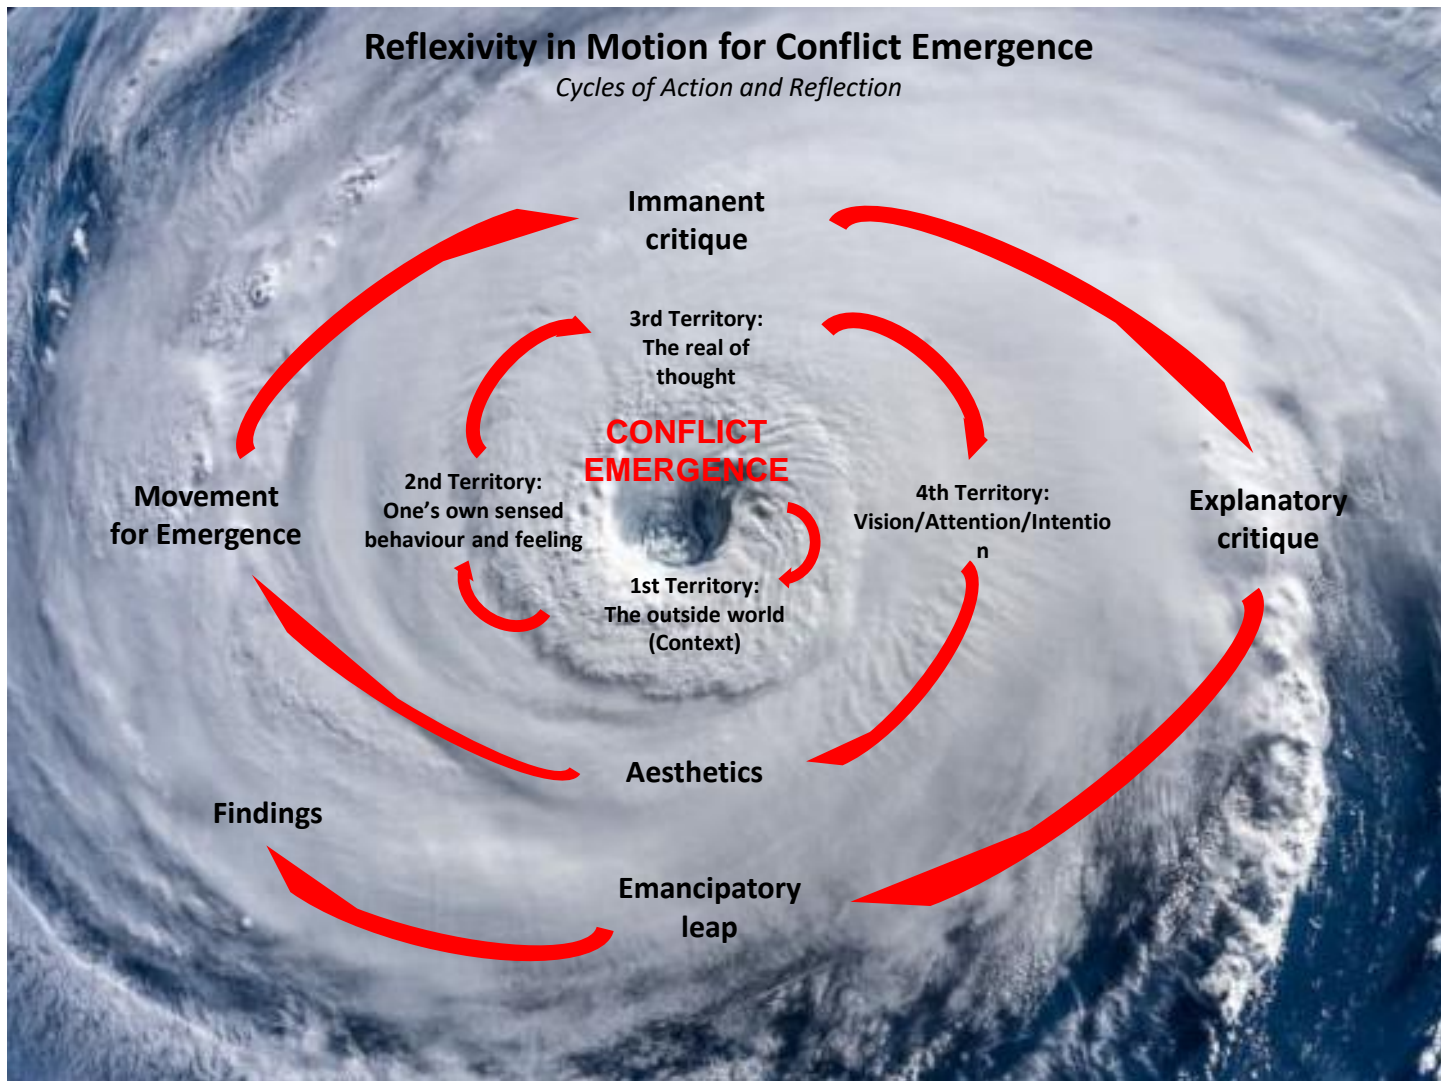 Reflexivity in Motion for Conflict Emergence
Cycles of Action and Reflection
Immanent
critique
3rd Territory:
The real of
thought
CONFLICT
EMERGENCE
2nd Territory:
One’s own sensed
behaviour and feeling
4th Territory:
Vision/Attention/Intentio
n
Movement
for Emergence
Explanatory
critique
1st Territory:
The outside world
(Context)
Aesthetics
Findings
Emancipatory
leap